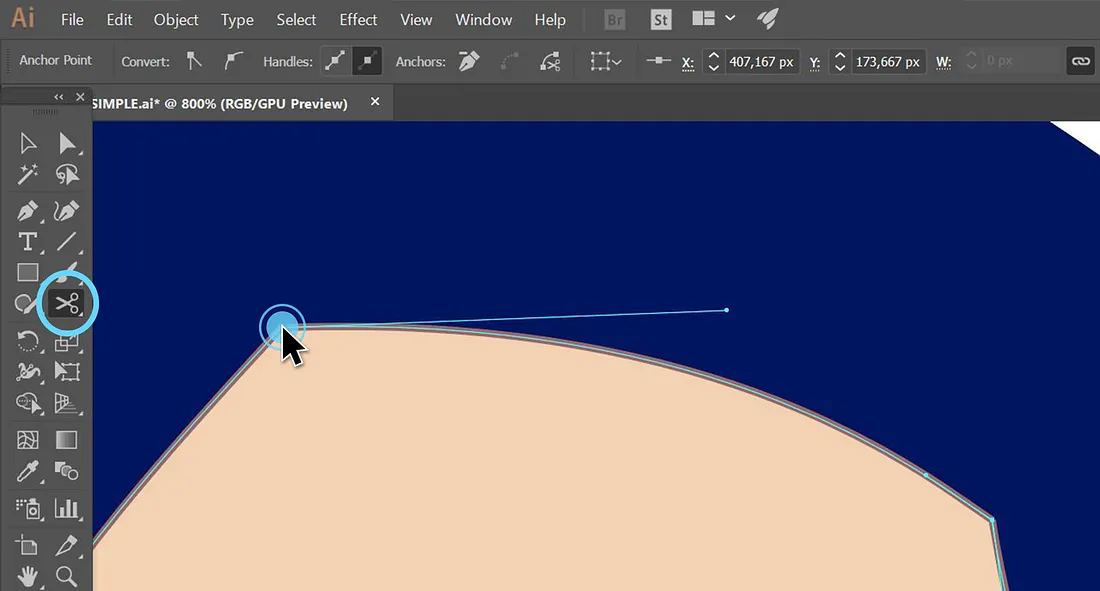 Ai File Edit Object Type Select Effect View Window Help Br St
Anchor Point Convert: Handles: Anchors: X: 407,167 px Y: 173,667 px W: 0 px
SIMPLE.ai* @ 800% (RGB/GPU Preview)